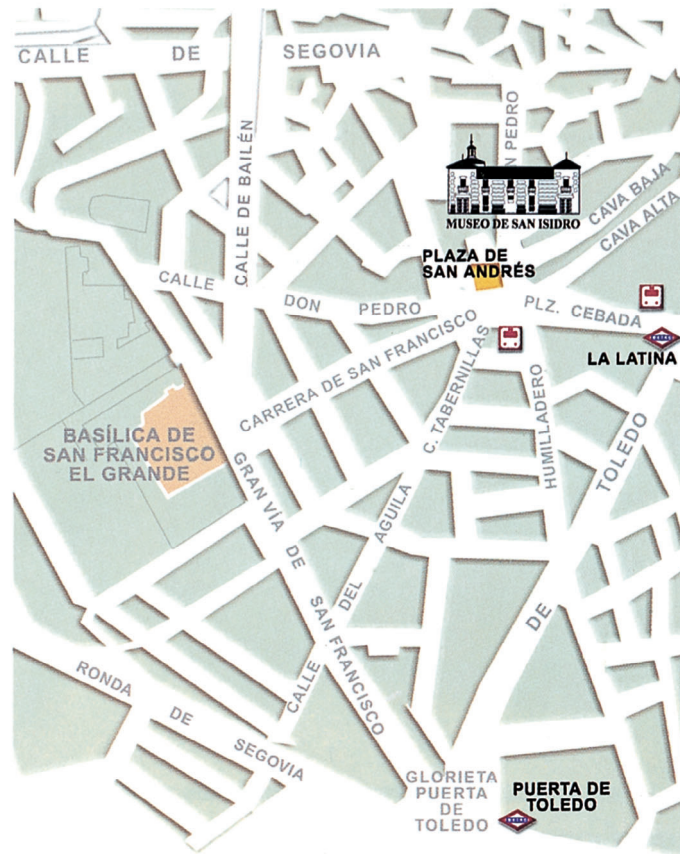 CALLE DE SEGOVIA
CALLE DE BAILÉN
N PEDRO
MUSEO DE SAN ISIDRO
CAVA BAJA
CAVA ALTA
PLAZA DE
SAN ANDRÉS
CALLE DON PEDRO
PLZ. CEBADA
LA LATINA
CARRERA DE SAN FRANCISCO
C. TABERNILLAS
HUMILLADERO
BASÍLICA DE
SAN FRANCISCO
EL GRANDE
GRAN VÍA DE SAN FRANCISCO
CALLE DEL AGUILA
DE TOLEDO
RONDA DE SEGOVIA
GLORIETA
PUERTA
DE
TOLEDO
PUERTA DE
TOLEDO